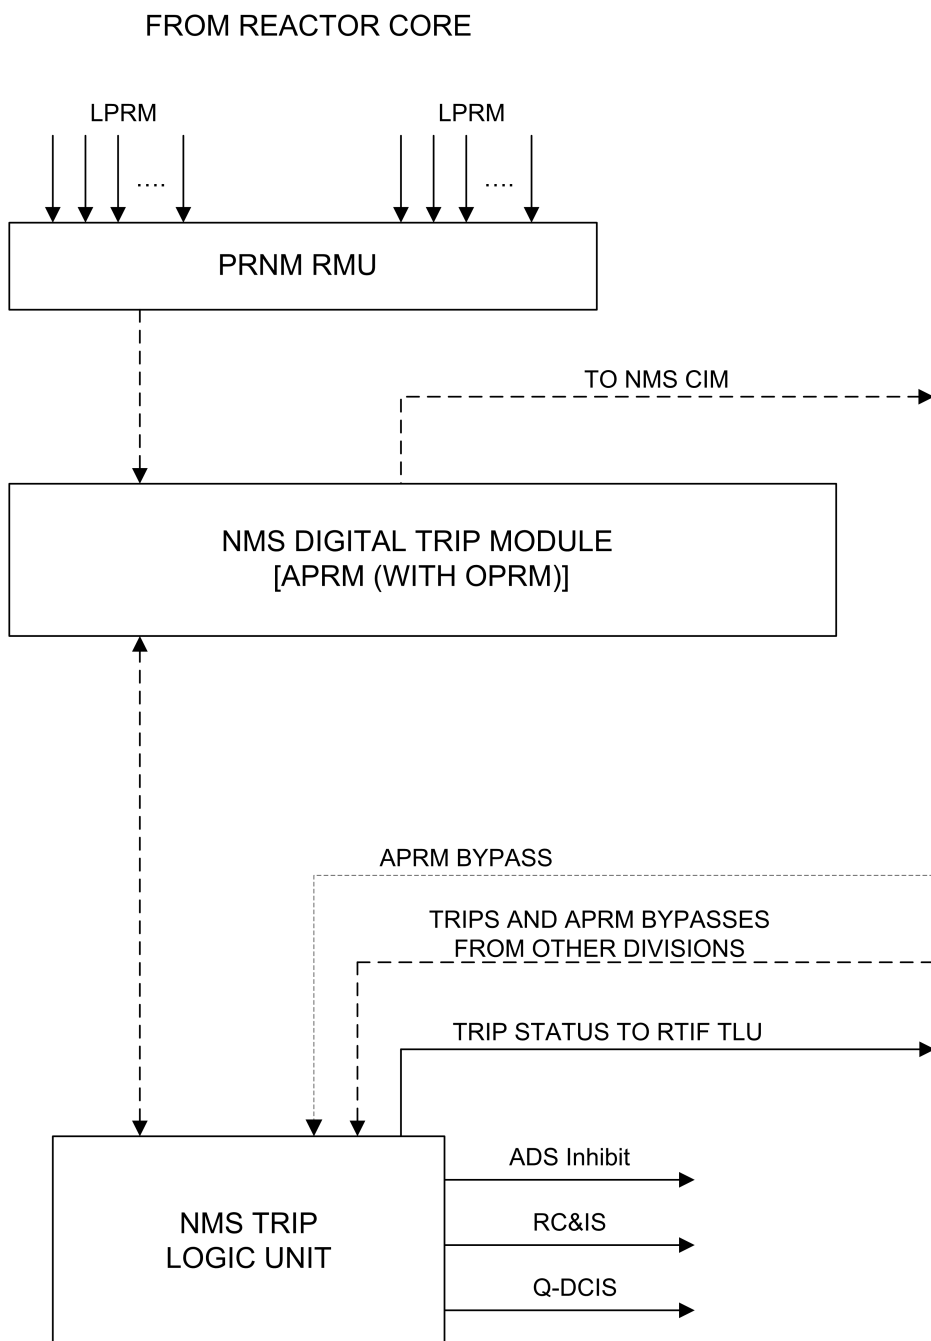 FROM REACTOR CORE
LPRM LPRM
.... ....
PRNM RMU
TO NMS CIM
NMS DIGITAL TRIP MODULE
[APRM (WITH OPRM)]
APRM BYPASS
TRIPS AND APRM BYPASSES
FROM OTHER DIVISIONS
TRIP STATUS TO RTIF TLU
ADS Inhibit
RC&IS
NMS TRIP
LOGIC UNIT
Q-DCIS